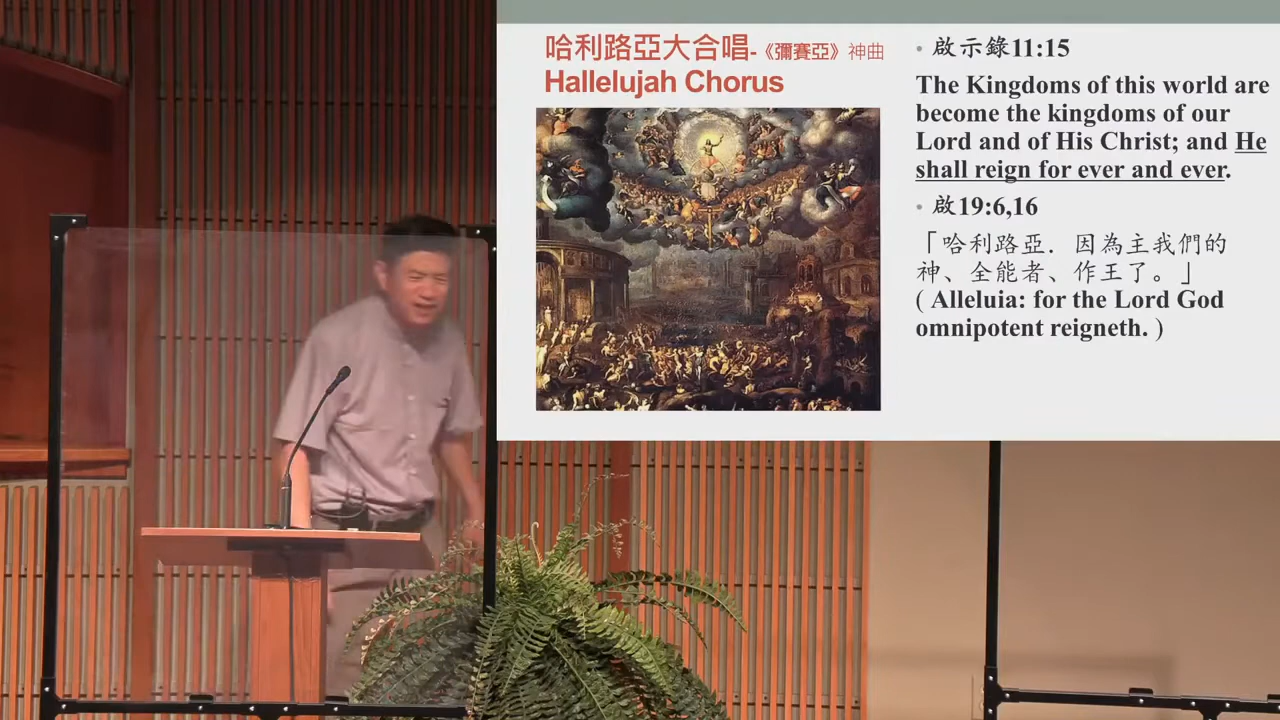 哈利路亞大合唱-《彌賽亞》神曲
Hallelujah Chorus
• 啟示錄11:15
The Kingdoms of this world are
become the kingdoms of our
Lord and of His Christ; and He
shall reign for ever and ever.
• 啟19:6,16
「哈利路亞．因為主我們的
神、全能者、作王了。」
( Alleluia: for the Lord God
omnipotent reigneth. )